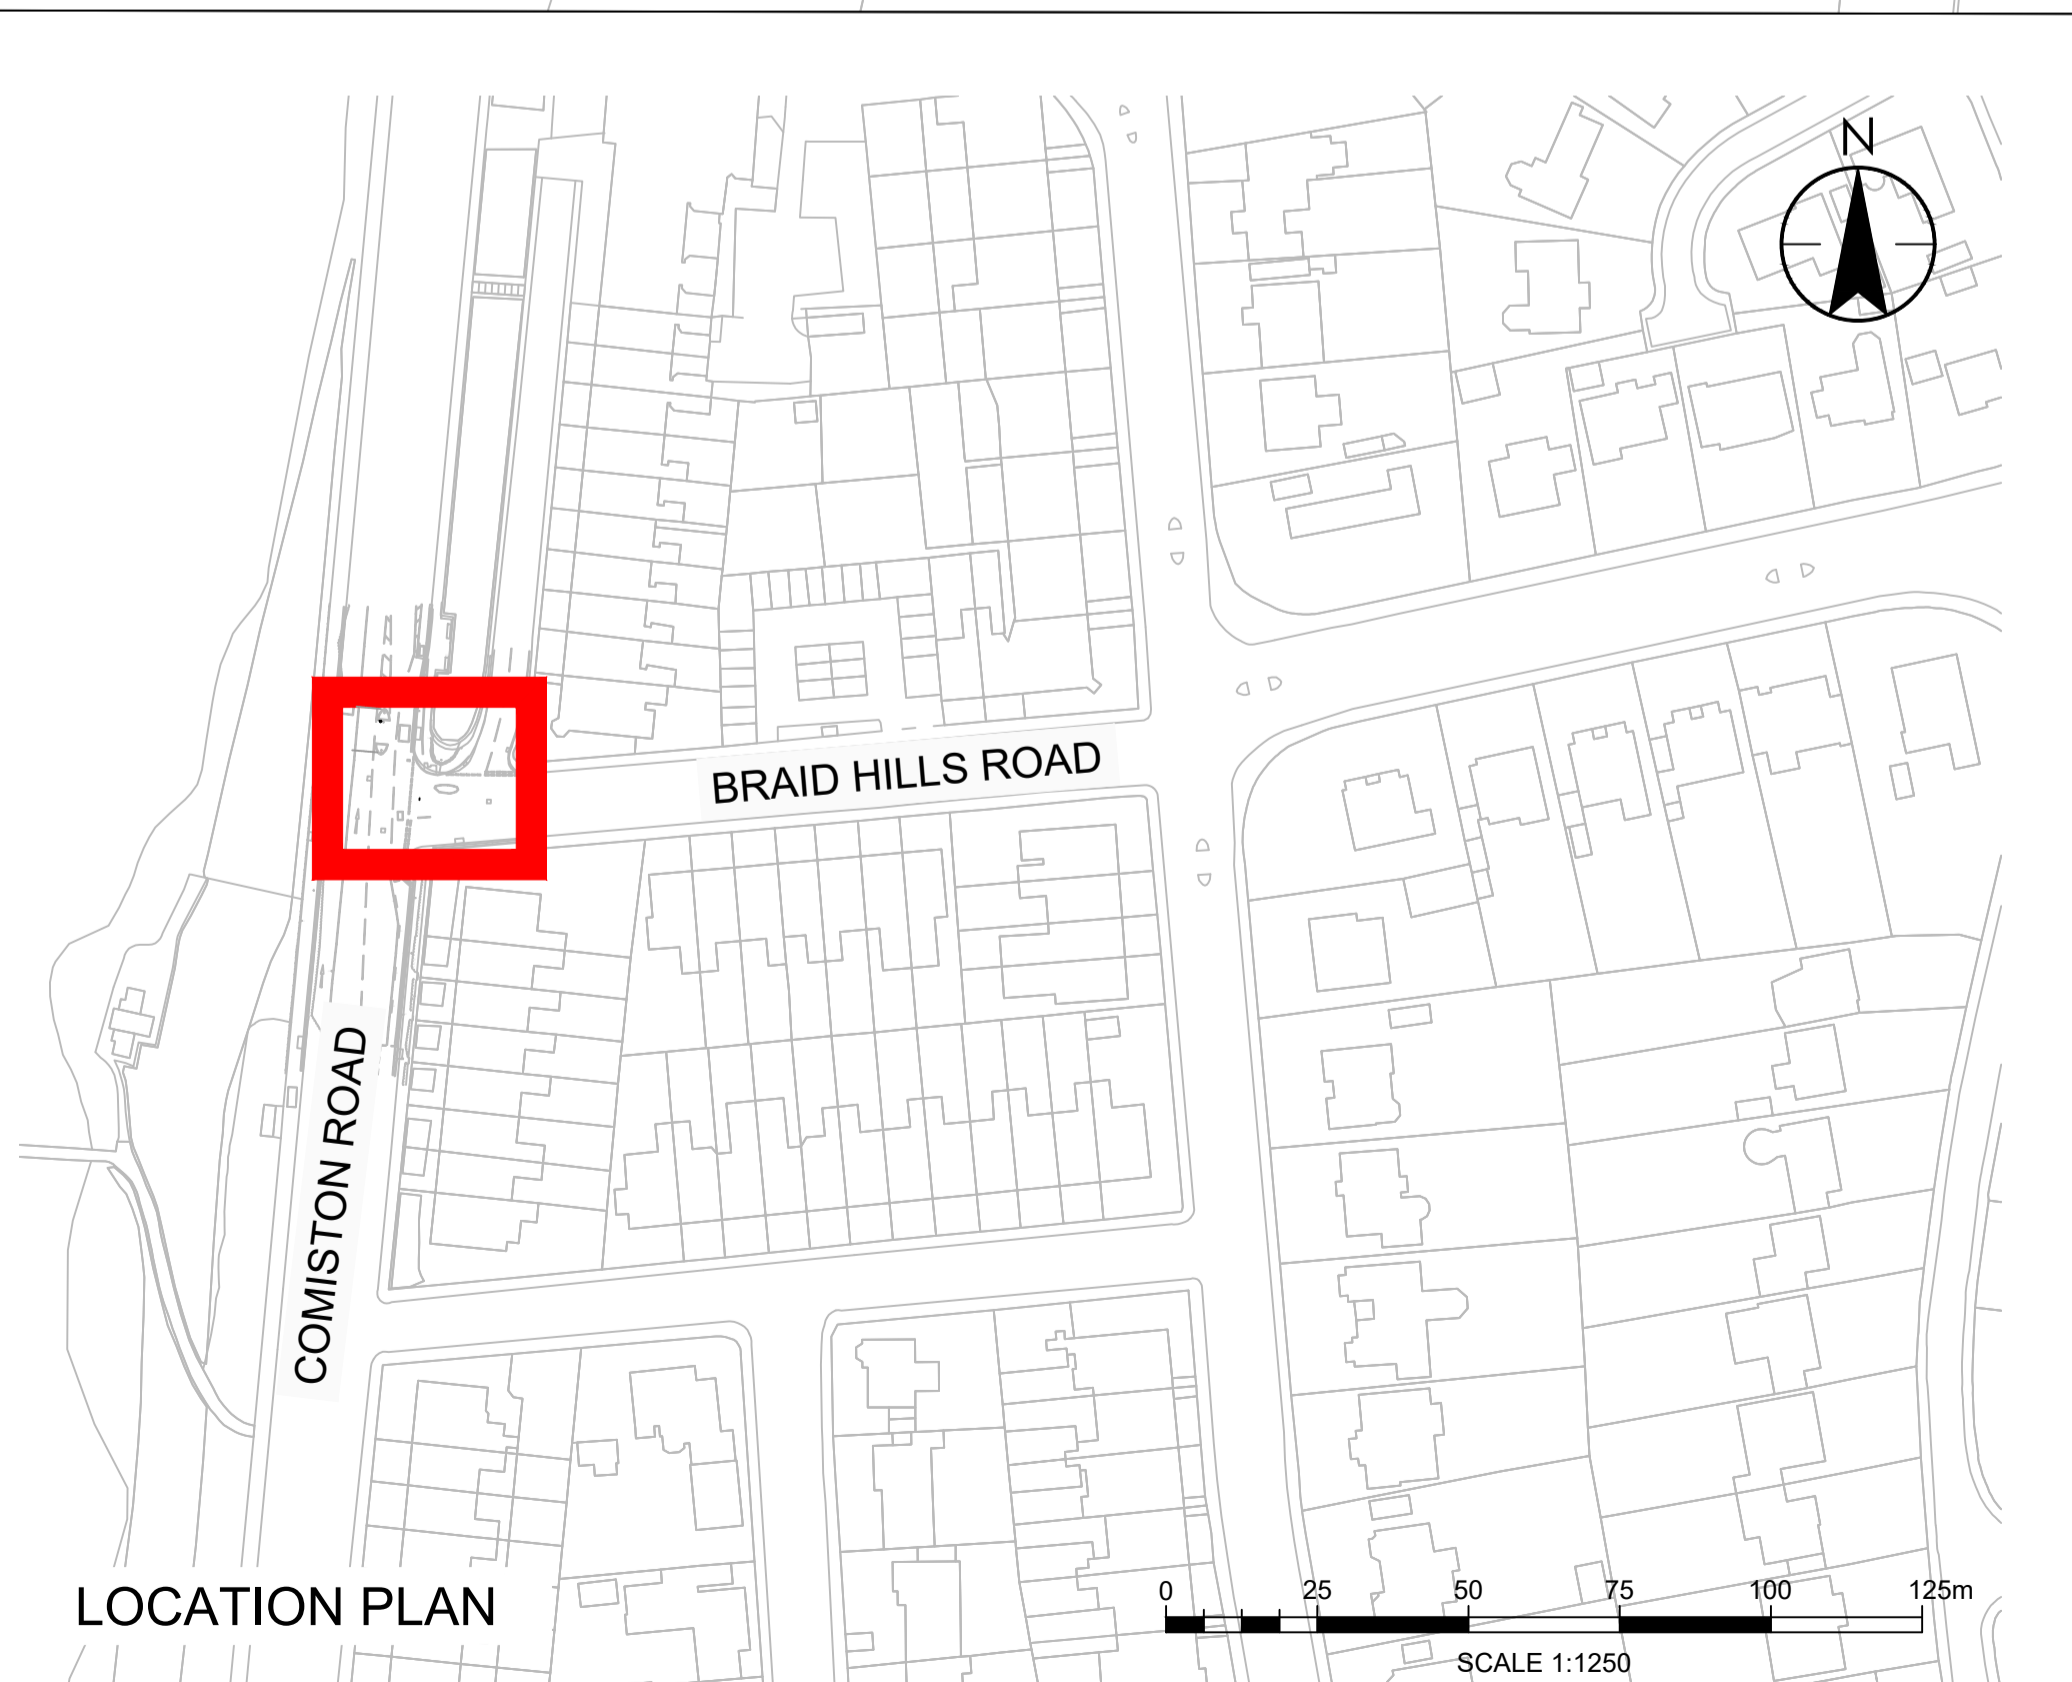 N
BRAID HILLS ROAD
COMISTON ROAD
LOCATION PLAN
0 25 50 75 100 125m
SCALE 1:1250